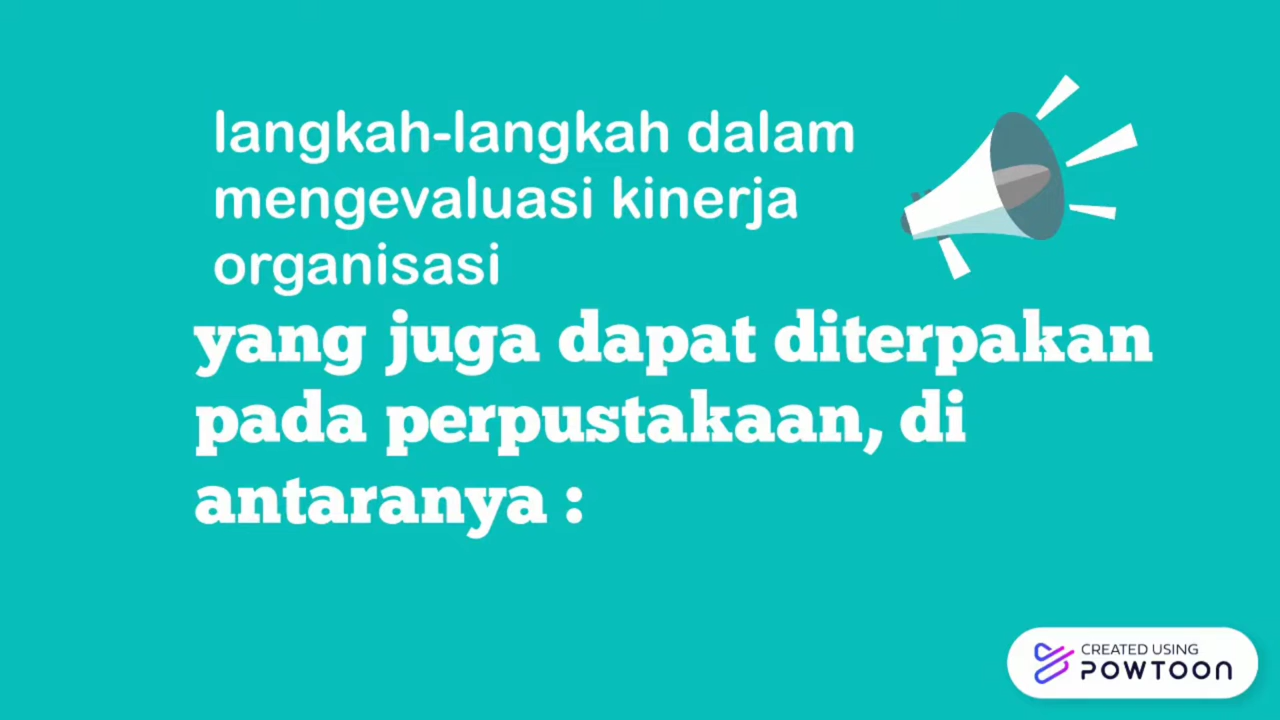 langkah-langkah dalam
mengevaluasi kinerja
organisasi
yang juga dapat diterpakan
pada perpustakaan, di
antaranya :
CREATED USING
POWTOON